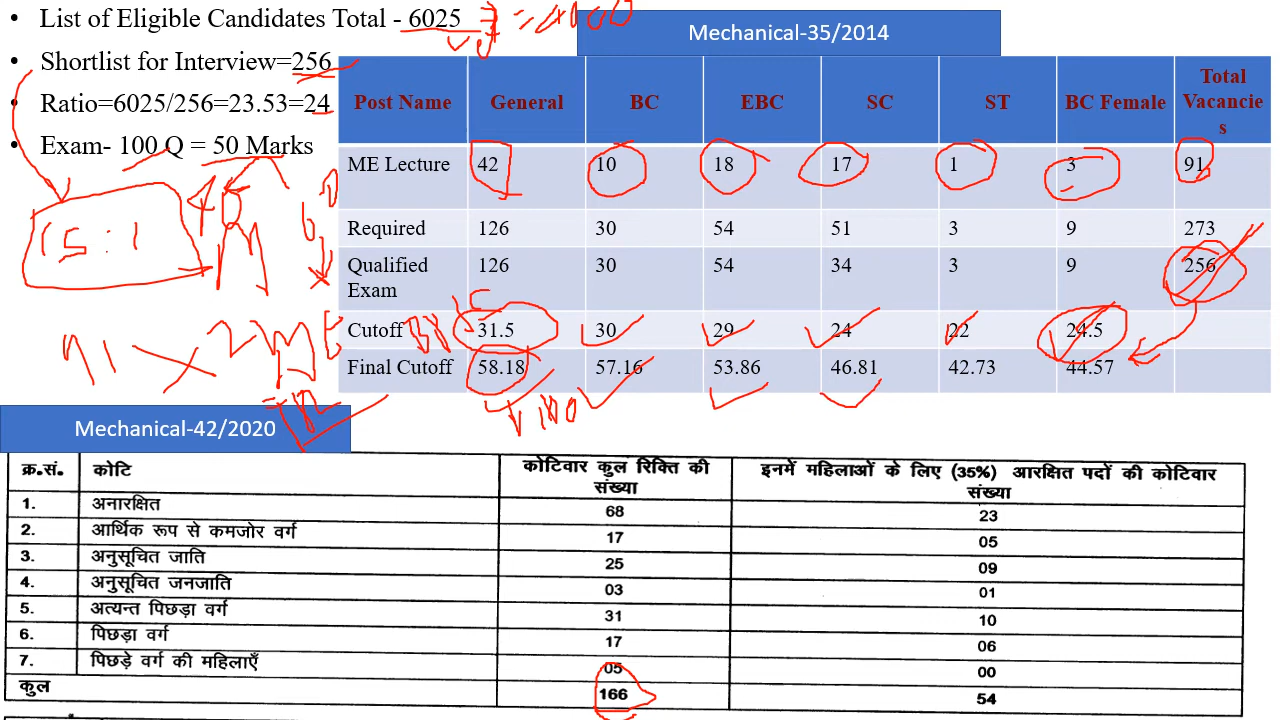 • List of Eligible Candidates Total - 6025
= 4000
• Shortlist for Interview=256
• Ratio=6025/256=23.53=24
• Exam- 100 Q = 50 Marks
15:1
Mechanical-35/2014
Post Name General BC EBC SC ST BC Female Total Vacancies
ME Lecture 42 10 18 17 1 3 91
Required 126 30 54 51 3 9 273
Qualified Exam 126 30 54 34 3 9 256
Cutoff 31.5 30 29 24 22 24.5
Final Cutoff 58.18 57.16 53.86 46.81 42.73 44.57
Mechanical-42/2020
क्र.सं. कोटि कोटिवार कुल रिक्ति की संख्या इनमें महिलाओं के लिए (35%) आरक्षित पदों की कोटिवार संख्या
1. अनारक्षित 68 23
2. आर्थिक रूप से कमजोर वर्ग 17 05
3. अनुसूचित जाति 25 09
4. अनुसूचित जनजाति 03 01
5. अत्यन्त पिछड़ा वर्ग 31 10
6. पिछड़ा वर्ग 17 06
7. पिछड़े वर्ग की महिलाएँ 05 00
कुल 166 54